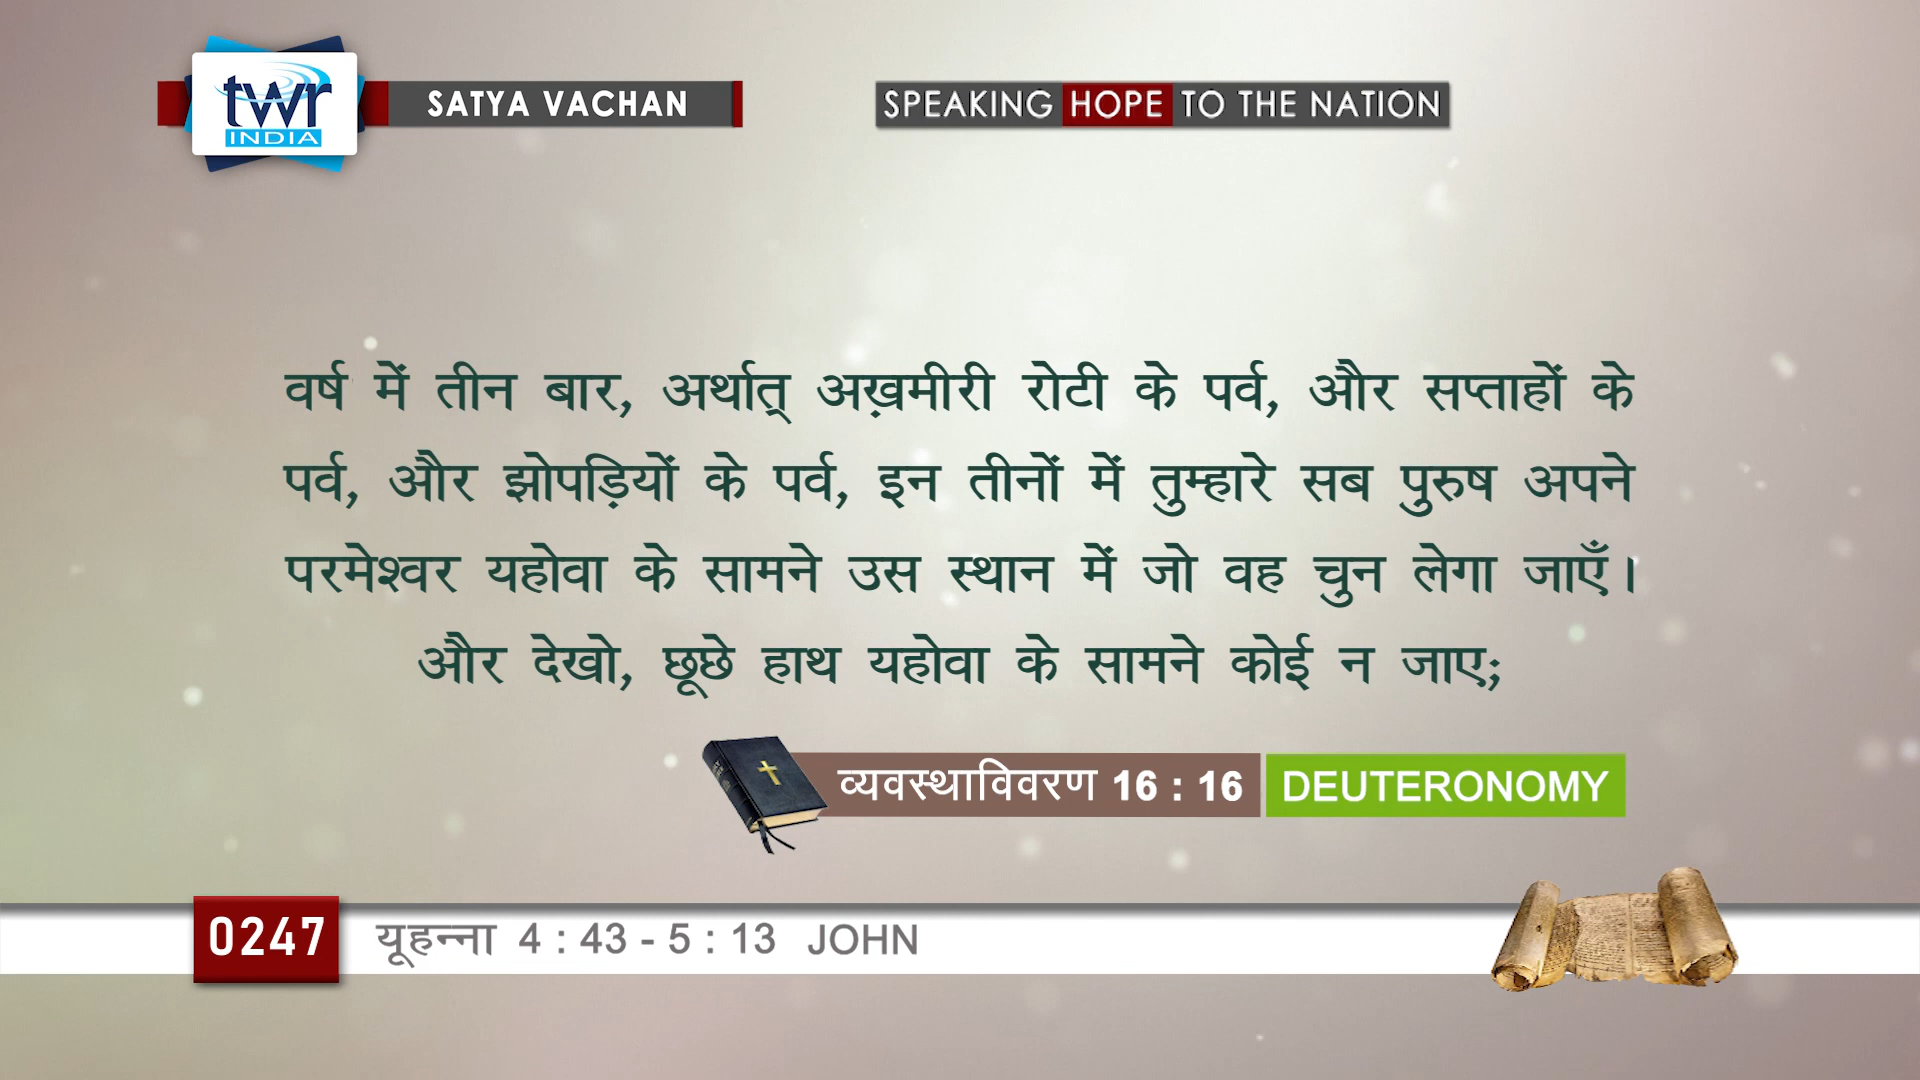 twr
INDIA
SATYA VACHAN
SPEAKING HOPE TO THE NATION
वर्ष में तीन बार, अर्थात् अख़मीरी रोटी के पर्व, और सप्ताहों के
पर्व, और झोपड़ियों के पर्व, इन तीनों में तुम्हारे सब पुरुष अपने
परमेश्वर यहोवा के सामने उस स्थान में जो वह चुन लेगा जाएँ।
और देखो, छूछे हाथ यहोवा के सामने कोई न जाए;
व्यवस्थाविवरण 16 : 16 DEUTERONOMY
0247 यूहन्ना 4 : 43 - 5 : 13 JOHN